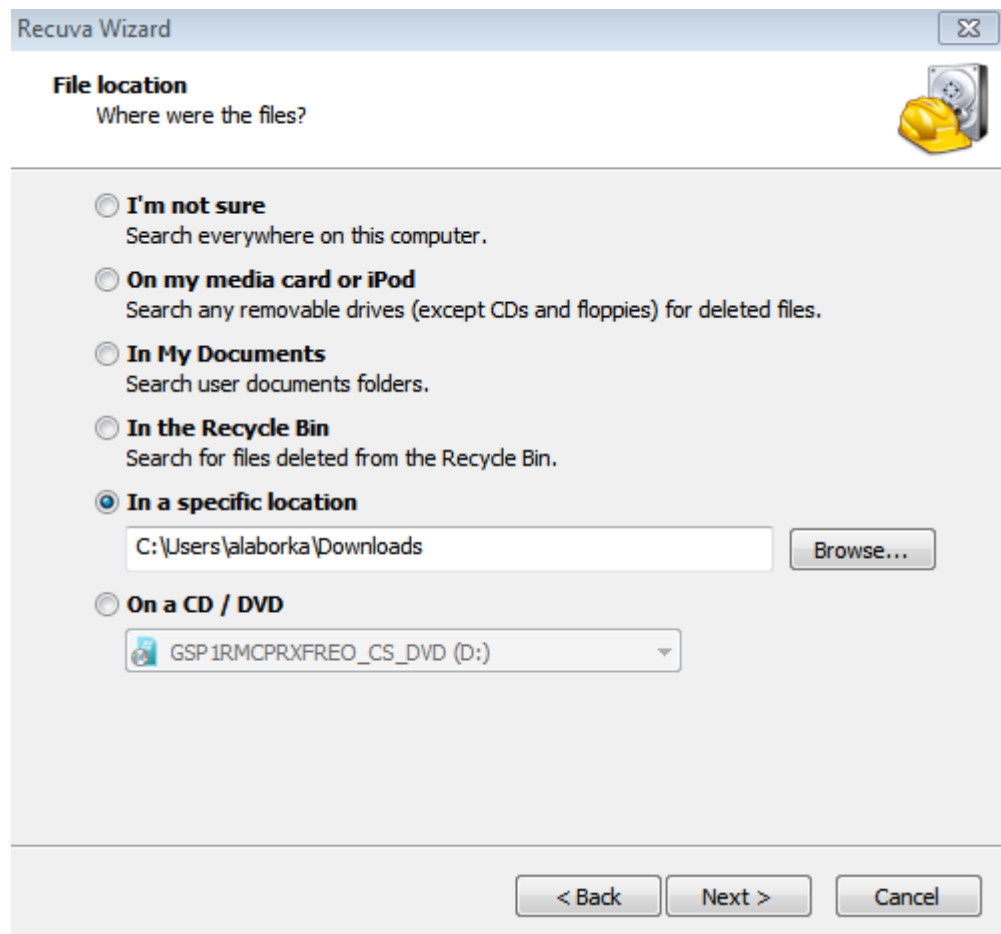 Recuva Wizard
File location
Where were the files?
I'm not sure
Search everywhere on this computer.
On my media card or iPod
Search any removable drives (except CDs and floppies) for deleted files.
In My Documents
Search user documents folders.
In the Recycle Bin
Search for files deleted from the Recycle Bin.
In a specific location
C:\Users\alaborka\Downloads
Browse...
On a CD / DVD
GSP1RMCPRXFREO_CS_DVD (D:)
< Back
Next >
Cancel